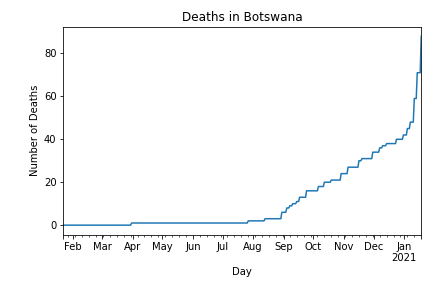 Deaths in Botswana
Number of Deaths
80
60
40
20
0
Feb Mar Apr May Jun Jul Aug Sep Oct Nov Dec Jan
2021
Day